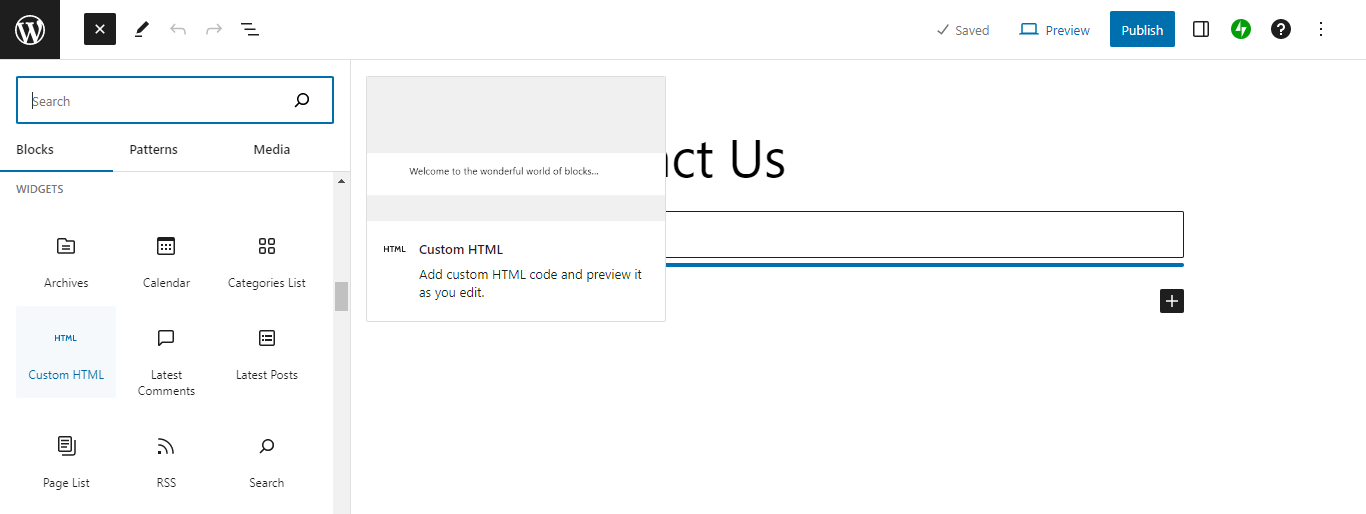 Saved
Preview
Publish
Search
Blocks
Patterns
Media
WIDGETS
Archives
Calendar
Categories List
HTML
Custom HTML
Latest
Comments
Latest Posts
Page List
RSS
Search
Welcome to the wonderful world of blocks...
HTML
Custom HTML
Add custom HTML code and preview it
as you edit.
act Us